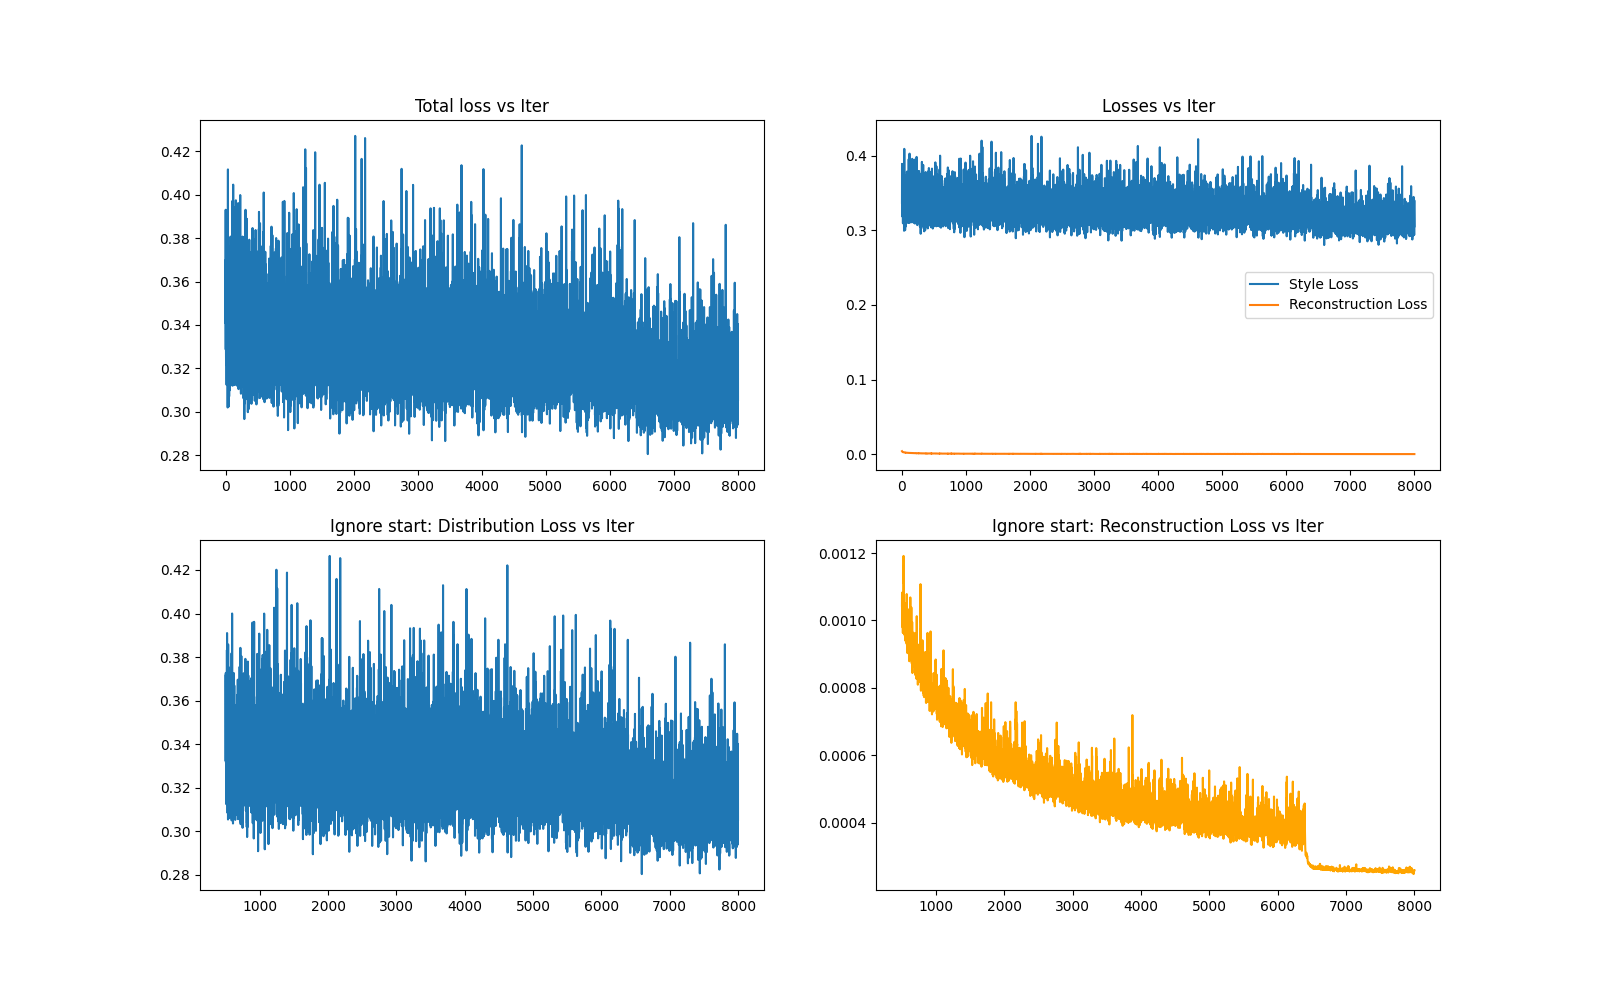 Total loss vs Iter
0.42
0.40
0.38
0.36
0.34
0.32
0.30
0.28
0 1000 2000 3000 4000 5000 6000 7000 8000
Losses vs Iter
0.4
0.3
0.2
0.1
0.0
Style Loss
Reconstruction Loss
0 1000 2000 3000 4000 5000 6000 7000 8000
Ignore start: Distribution Loss vs Iter
0.42
0.40
0.38
0.36
0.34
0.32
0.30
0.28
1000 2000 3000 4000 5000 6000 7000 8000
Ignore start: Reconstruction Loss vs Iter
0.0012
0.0010
0.0008
0.0006
0.0004
1000 2000 3000 4000 5000 6000 7000 8000